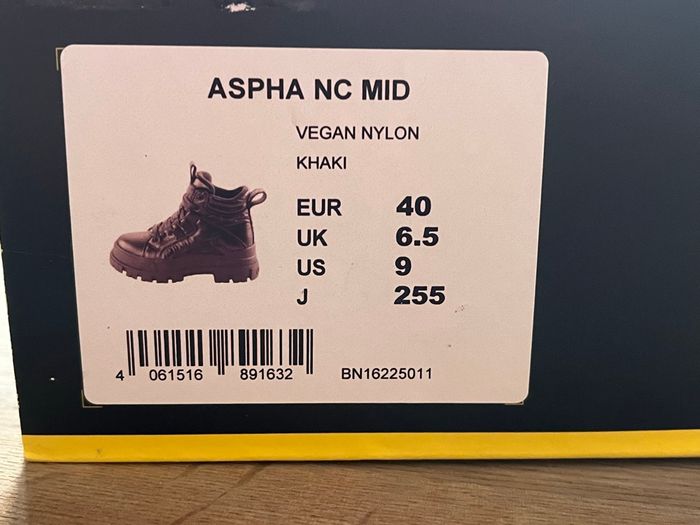 ASPHA NC MID
VEGAN NYLON
KHAKI
EUR 40
UK 6.5
US 9
J 255
4 061516 891632
BN16225011